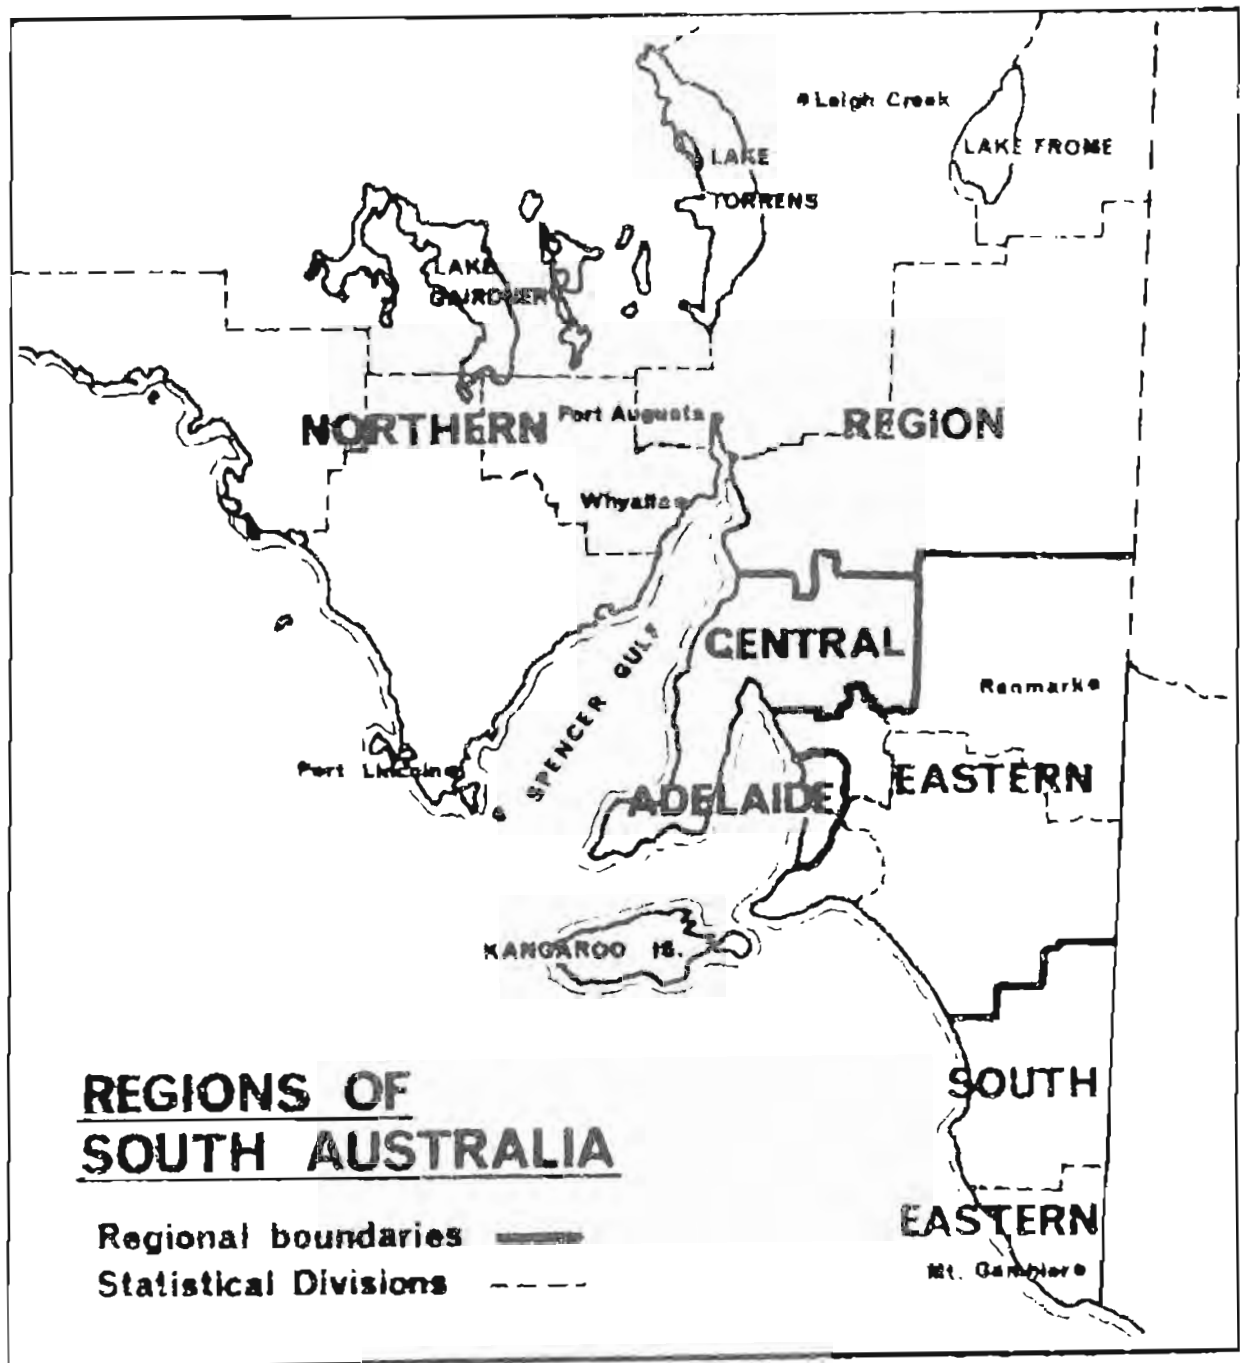 Leigh Creek
LAKE FROME
LAKE
TORRENS
LAKE
GAIRDNER
NORTHERN REGION
Port Augusta
Whyalla
CENTRAL
SPENCER GULF
Renmark
Port Lincoln
ADELAIDE
EASTERN
KANGAROO IS.
SOUTH
EASTERN
Mt. Gambier
REGIONS OF
SOUTH AUSTRALIA
Regional boundaries
Statistical Divisions